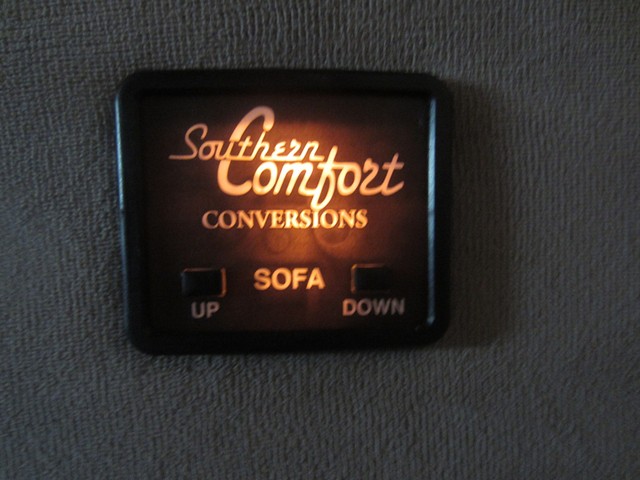 Southern
Comfort
CONVERSIONS
SOFA
UP DOWN